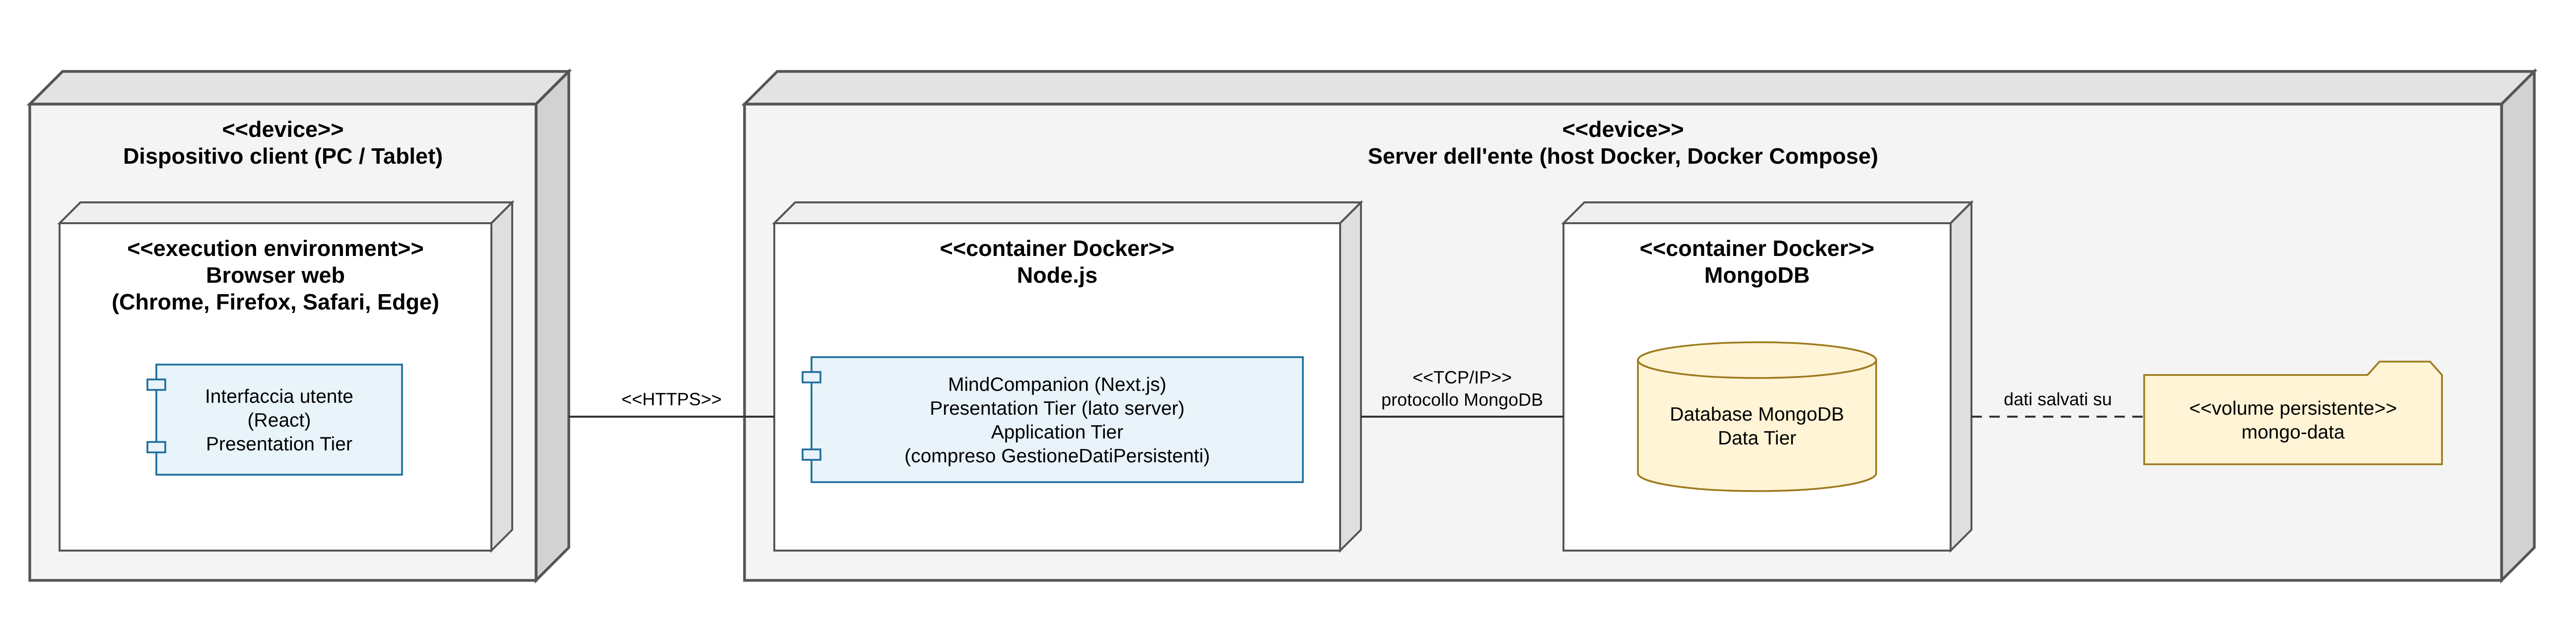 <<device>>
Dispositivo client (PC / Tablet)
<<execution environment>>
Browser web
(Chrome, Firefox, Safari, Edge)
Interfaccia utente
(React)
Presentation Tier
<<HTTPS>>
<<device>>
Server dell'ente (host Docker, Docker Compose)
<<container Docker>>
Node.js
MindCompanion (Next.js)
Presentation Tier (lato server)
Application Tier
(compreso GestioneDatiPersistenti)
<<TCP/IP>>
protocollo MongoDB
<<container Docker>>
MongoDB
Database MongoDB
Data Tier
dati salvati su
<<volume persistente>>
mongo-data